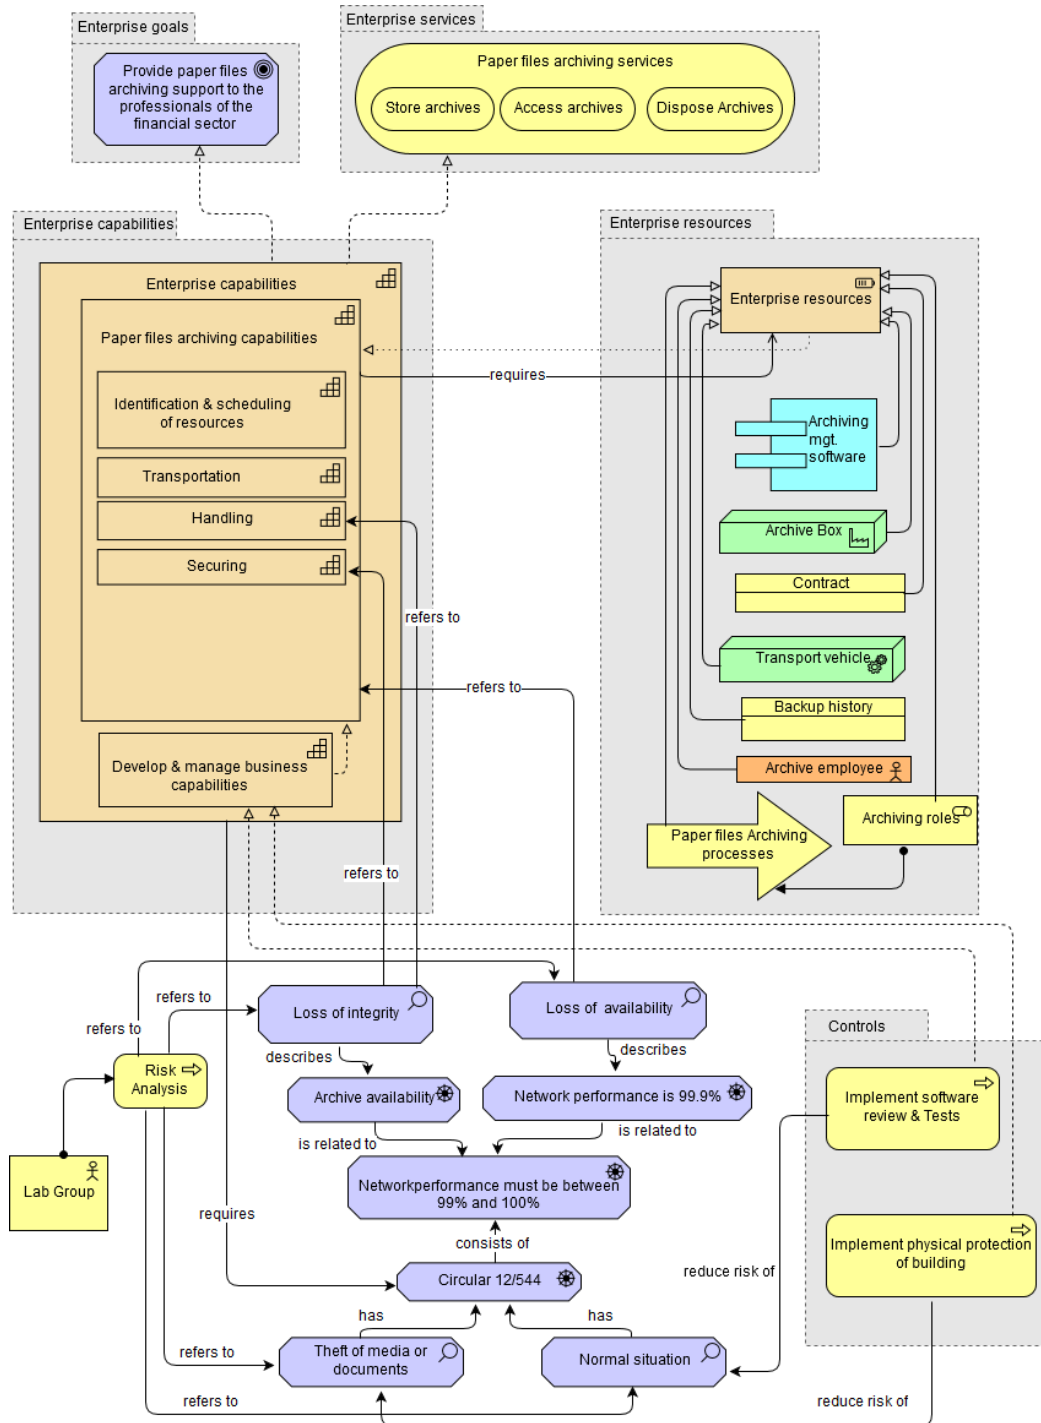 Enterprise goals
Provide paper files
archiving support to the
professionals of the
financial sector
Enterprise services
Paper files archiving services
Store archives
Access archives
Dispose Archives
Enterprise capabilities
Enterprise capabilities
Paper files archiving capabilities
Identification & scheduling
of resources
Transportation
Handling
Securing
Develop & manage business
capabilities
Enterprise resources
Enterprise resources
requires
Archiving
mgt.
software
Archive Box
Contract
Transport vehicle
Backup history
Archive employee
Paper files Archiving
processes
Archiving roles
refers to
refers to
refers to
refers to
refers to
Loss of integrity
Loss of availability
describes
describes
Risk
Analysis
Archive availability
Network performance is 99.9%
is related to
is related to
Lab Group
Networkperformance must be between
99% and 100%
requires
consists of
Circular 12/544
has
has
refers to
Theft of media or
documents
Normal situation
refers to
Controls
Implement software
review & Tests
Implement physical protection
of building
reduce risk of
reduce risk of